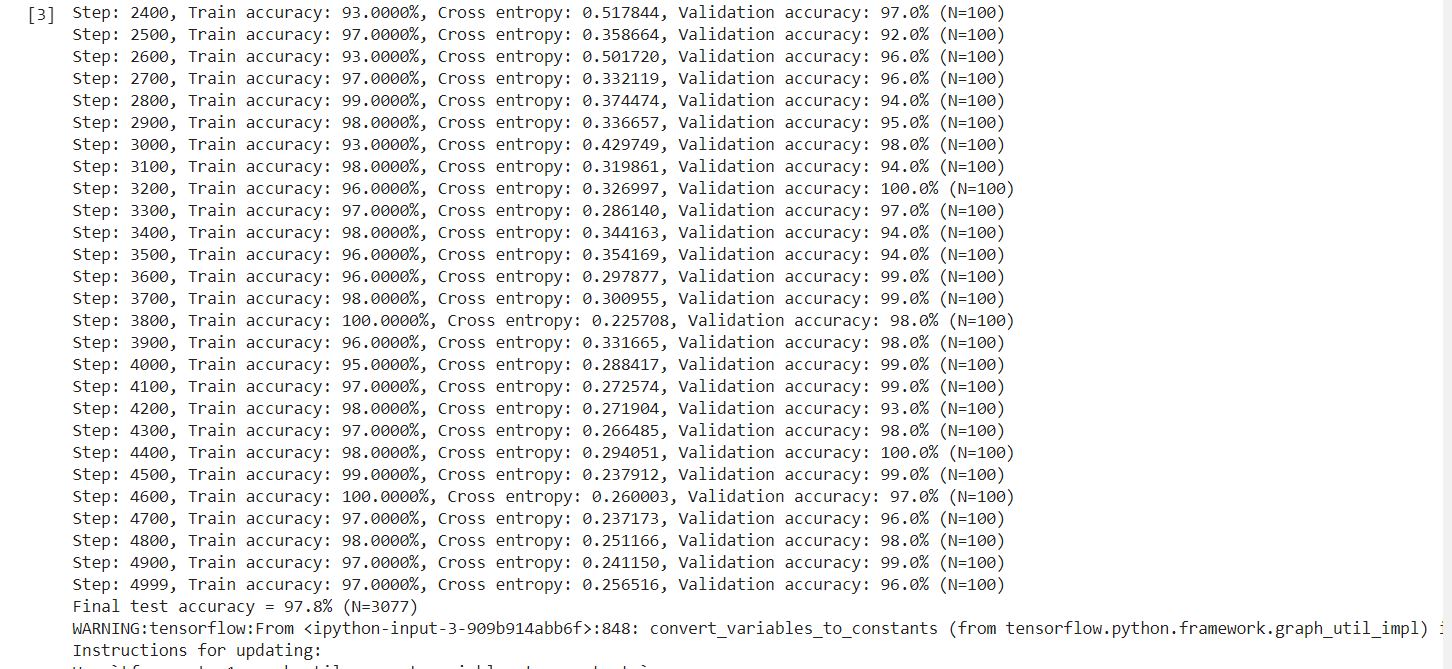 [3] Step: 2400, Train accuracy: 93.0000%, Cross entropy: 0.517844, Validation accuracy: 97.0% (N=100)
Step: 2500, Train accuracy: 97.0000%, Cross entropy: 0.358664, Validation accuracy: 92.0% (N=100)
Step: 2600, Train accuracy: 93.0000%, Cross entropy: 0.501720, Validation accuracy: 96.0% (N=100)
Step: 2700, Train accuracy: 97.0000%, Cross entropy: 0.332119, Validation accuracy: 96.0% (N=100)
Step: 2800, Train accuracy: 99.0000%, Cross entropy: 0.374474, Validation accuracy: 94.0% (N=100)
Step: 2900, Train accuracy: 98.0000%, Cross entropy: 0.336657, Validation accuracy: 95.0% (N=100)
Step: 3000, Train accuracy: 93.0000%, Cross entropy: 0.429749, Validation accuracy: 98.0% (N=100)
Step: 3100, Train accuracy: 98.0000%, Cross entropy: 0.319861, Validation accuracy: 94.0% (N=100)
Step: 3200, Train accuracy: 96.0000%, Cross entropy: 0.326997, Validation accuracy: 100.0% (N=100)
Step: 3300, Train accuracy: 97.0000%, Cross entropy: 0.286140, Validation accuracy: 97.0% (N=100)
Step: 3400, Train accuracy: 98.0000%, Cross entropy: 0.344163, Validation accuracy: 94.0% (N=100)
Step: 3500, Train accuracy: 96.0000%, Cross entropy: 0.354169, Validation accuracy: 94.0% (N=100)
Step: 3600, Train accuracy: 96.0000%, Cross entropy: 0.297877, Validation accuracy: 99.0% (N=100)
Step: 3700, Train accuracy: 98.0000%, Cross entropy: 0.300955, Validation accuracy: 99.0% (N=100)
Step: 3800, Train accuracy: 100.0000%, Cross entropy: 0.225708, Validation accuracy: 98.0% (N=100)
Step: 3900, Train accuracy: 96.0000%, Cross entropy: 0.331665, Validation accuracy: 98.0% (N=100)
Step: 4000, Train accuracy: 95.0000%, Cross entropy: 0.288417, Validation accuracy: 99.0% (N=100)
Step: 4100, Train accuracy: 97.0000%, Cross entropy: 0.272574, Validation accuracy: 99.0% (N=100)
Step: 4200, Train accuracy: 98.0000%, Cross entropy: 0.271904, Validation accuracy: 93.0% (N=100)
Step: 4300, Train accuracy: 97.0000%, Cross entropy: 0.266485, Validation accuracy: 98.0% (N=100)
Step: 4400, Train accuracy: 98.0000%, Cross entropy: 0.294051, Validation accuracy: 100.0% (N=100)
Step: 4500, Train accuracy: 99.0000%, Cross entropy: 0.237912, Validation accuracy: 99.0% (N=100)
Step: 4600, Train accuracy: 100.0000%, Cross entropy: 0.260003, Validation accuracy: 97.0% (N=100)
Step: 4700, Train accuracy: 97.0000%, Cross entropy: 0.237173, Validation accuracy: 96.0% (N=100)
Step: 4800, Train accuracy: 98.0000%, Cross entropy: 0.251166, Validation accuracy: 98.0% (N=100)
Step: 4900, Train accuracy: 97.0000%, Cross entropy: 0.241150, Validation accuracy: 99.0% (N=100)
Step: 4999, Train accuracy: 97.0000%, Cross entropy: 0.256516, Validation accuracy: 96.0% (N=100)
Final test accuracy = 97.8% (N=3077)
WARNING:tensorflow:From <ipython-input-3-909b914abb6f>:848: convert_variables_to_constants (from tensorflow.python.framework.graph_util_impl)
Instructions for updating: